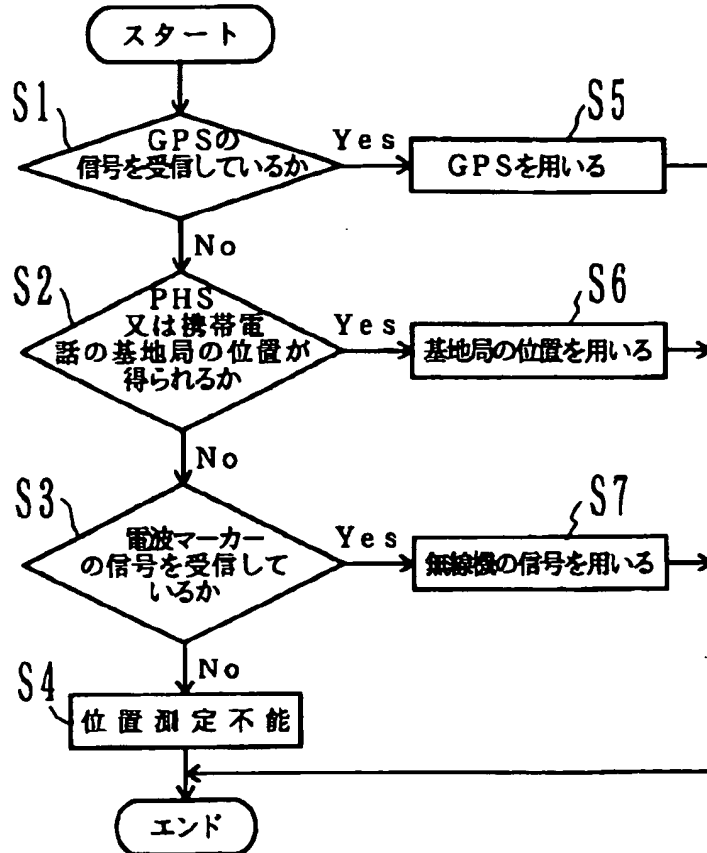 スタート
S1
GPSの
信号を受信しているか
Yes
S5
GPSを用いる
No
S2
PHS
又は携帯電
話の基地局の位置が
得られるか
Yes
S6
基地局の位置を用いる
No
S3
電波マーカー
の信号を受信して
いるか
Yes
S7
無線機の信号を用いる
No
S4
位置測定不能
エンド